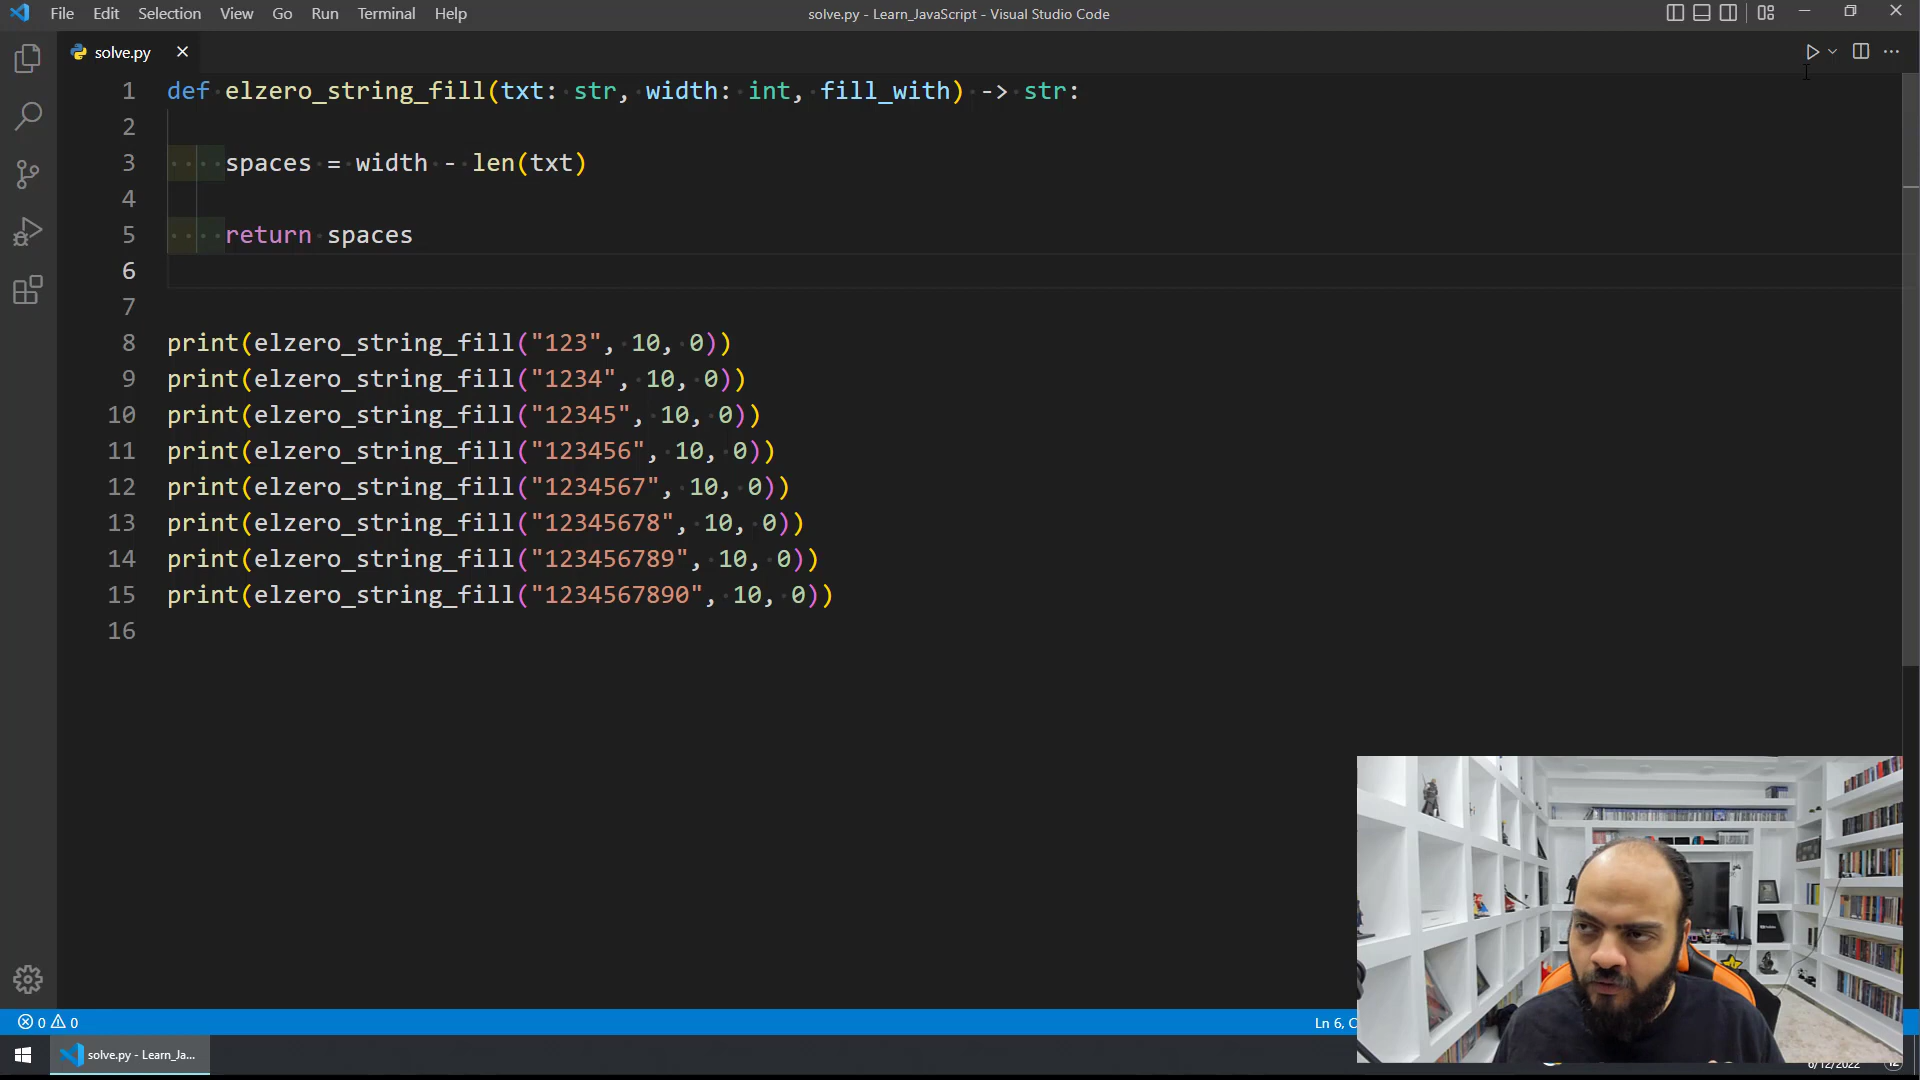 File Edit Selection View Go Run Terminal Help
solve.py - Learn_JavaScript - Visual Studio Code
solve.py
1 def elzero_string_fill(txt: str, width: int, fill_with) -> str:
2
3 spaces = width - len(txt)
4
5 return spaces
6
7
8 print(elzero_string_fill("123", 10, 0))
9 print(elzero_string_fill("1234", 10, 0))
10 print(elzero_string_fill("12345", 10, 0))
11 print(elzero_string_fill("123456", 10, 0))
12 print(elzero_string_fill("1234567", 10, 0))
13 print(elzero_string_fill("12345678", 10, 0))
14 print(elzero_string_fill("123456789", 10, 0))
15 print(elzero_string_fill("1234567890", 10, 0))
16
0 0
Ln 6, C
solve.py - Learn_Ja...
6/12/2022